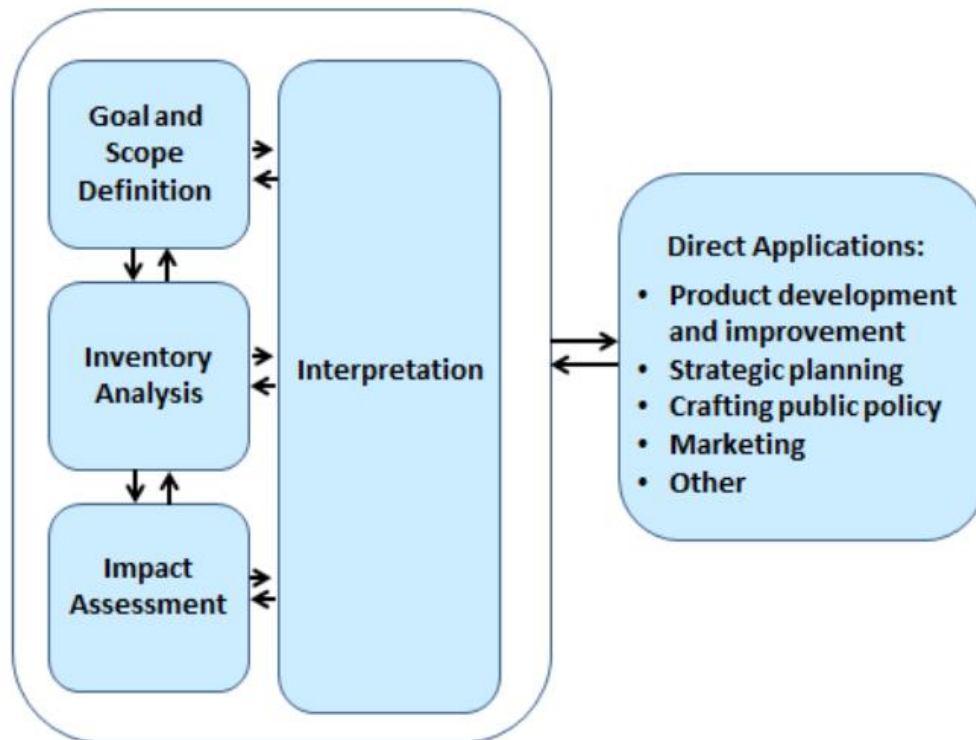 Goal and
Scope
Definition
Inventory
Analysis
Impact
Assessment
Interpretation
Direct Applications:
• Product development
and improvement
• Strategic planning
• Crafting public policy
• Marketing
• Other